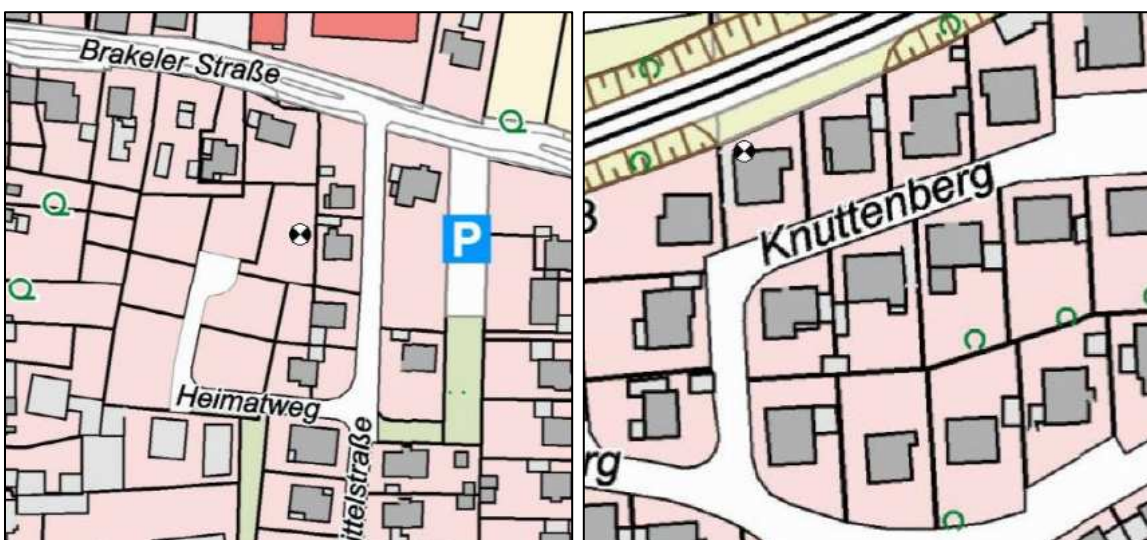 Brakeler Straße
P
Heimatweg
ittelstraße
Knuttenberg
rg